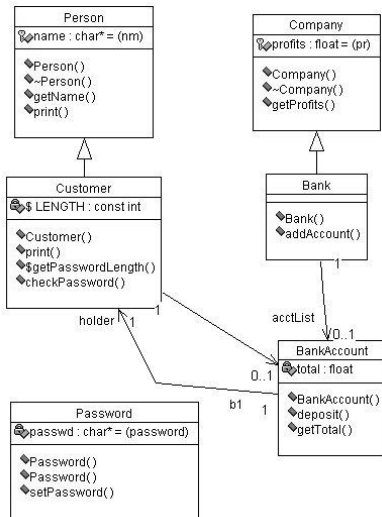 Person
name : char* = (nm)
Person()
~Person()
getName()
print()
Company
profits : float = (pr)
Company()
~Company()
getProfits()
Customer
$ LENGTH : const int
Customer()
print()
$getPasswordLength()
checkPassword()
Bank
Bank()
addAccount()
1
acctList
0..1
holder
1
1
0..1
b1
1
BankAccount
total : float
BankAccount()
deposit()
getTotal()
Password
passwd : char* = (password)
Password()
Password()
setPassword()